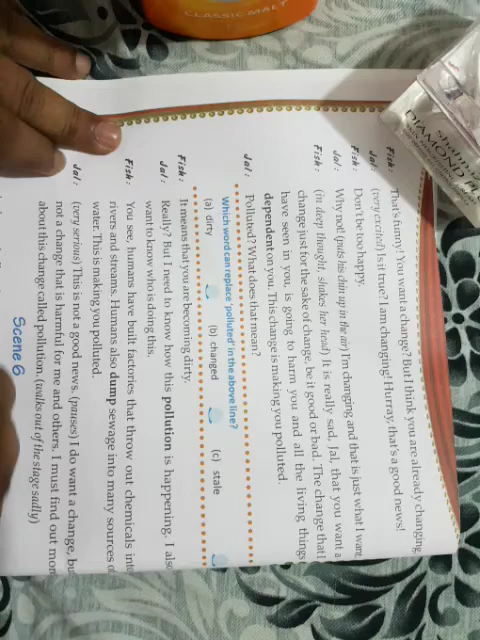 CLASSIC MALT
DIAMOND
Fish: That's funny! You want a change? But I think you are already changing.
Jal: (very excited) Is it true? I am changing! Hurray, that's a good news!
Fish: Don't be too happy.
Jal: Why not! (puts his chin up in the air) I'm changing and that is just what I want.
Fish: (in deep thought, shakes her head) It is really sad, Jal, that you want a
change just for the sake of change, be it good or bad. The change that I
have seen in you, is going to harm you and all the living things
dependent on you. This change is making you polluted.
Jal: Polluted? What does that mean?
Which word can replace 'polluted' in the above line?
(a) dirty (b) changed (c) stale
Fish: It means that you are becoming dirty.
Jal: Really? But I need to know how this pollution is happening. I also
want to know who is doing this.
Fish: You see, humans have built factories that throw out chemicals into
rivers and streams. Humans also dump sewage into many sources of
water. This is making you polluted.
Jal: (very serious) This is not a good news. (pauses) I do want a change, but
not a change that is harmful for me and others. I must find out more
about this change called pollution. (walks out of the stage sadly)
Scene 6